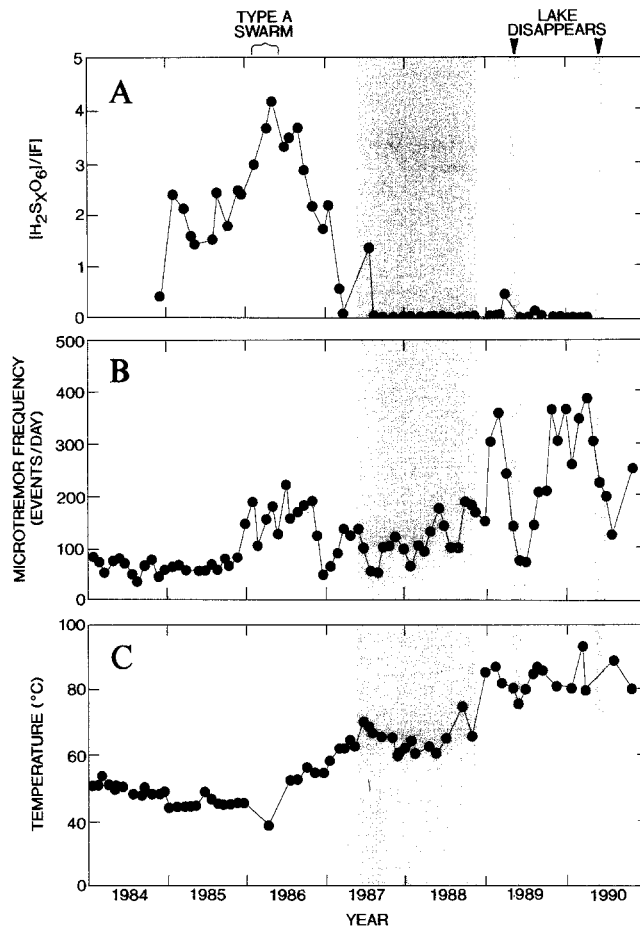 TYPE A
SWARM
LAKE
DISAPPEARS
A
[H₂SₓO₆]/[F]
5
4
3
2
1
0
B
MICROTREMOR FREQUENCY
(EVENTS/DAY)
500
400
300
200
100
0
C
TEMPERATURE (°C)
100
80
60
40
0
1984
1985
1986
1987
1988
1989
1990
YEAR